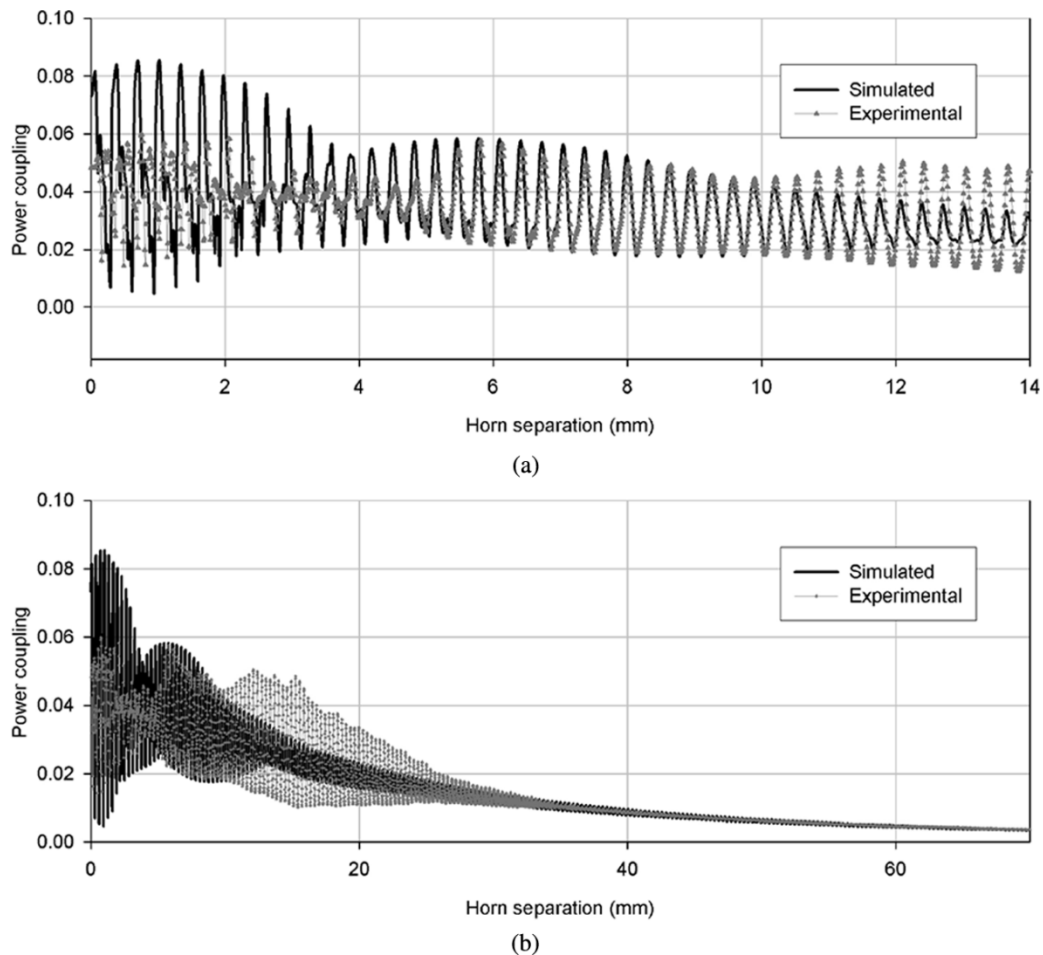 0.10
0.08
0.06
0.04
0.02
0.00
Power coupling
Simulated
Experimental
0 2 4 6 8 10 12 14
Horn separation (mm)
(a)
0.10
0.08
0.06
0.04
0.02
0.00
Power coupling
Simulated
Experimental
0 20 40 60
Horn separation (mm)
(b)